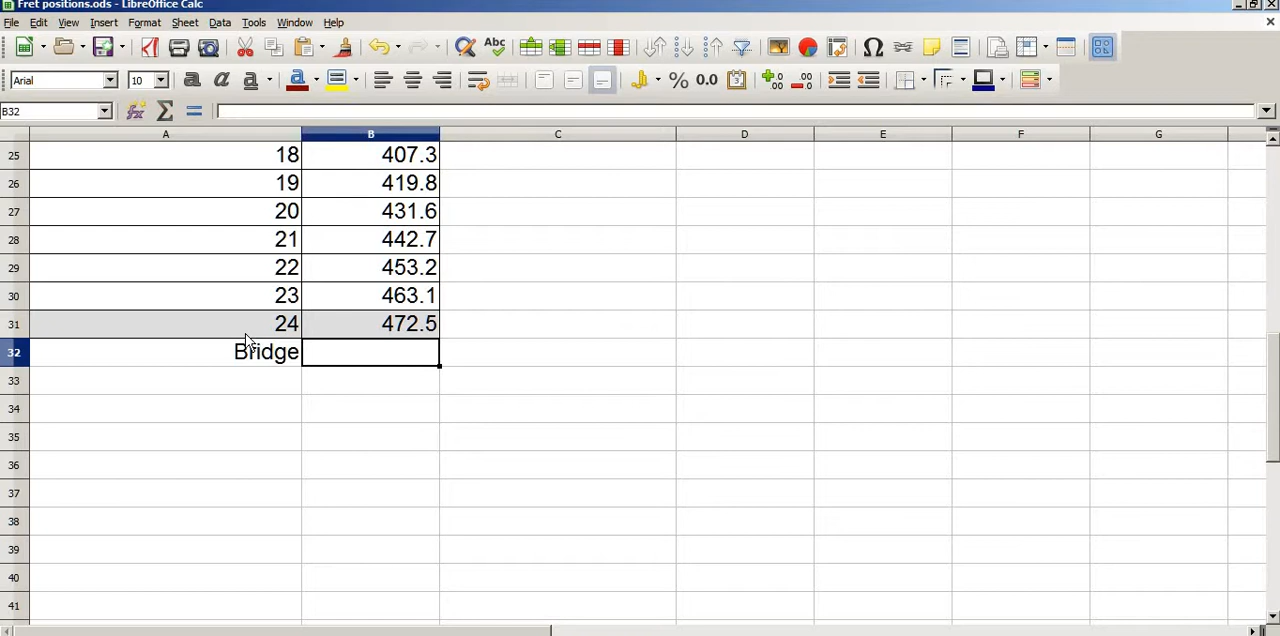 Fret positions.ods - LibreOffice Calc
File Edit View Insert Format Sheet Data Tools Window Help
Abc
Arial 10 a a a % 0.0
B32
A B C D E F G
25 18 407.3
26 19 419.8
27 20 431.6
28 21 442.7
29 22 453.2
30 23 463.1
31 24 472.5
32 Bridge
33
34
35
36
37
38
39
40
41